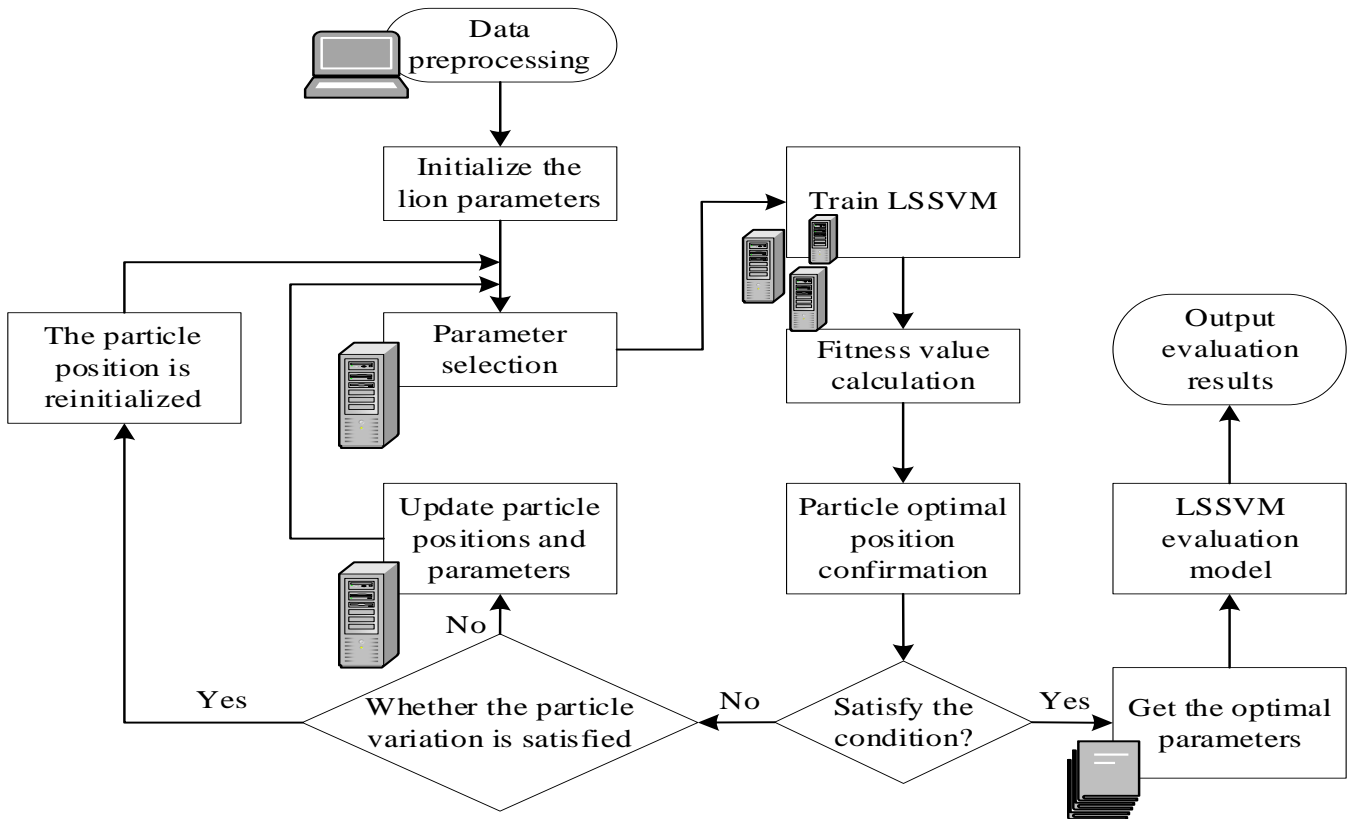 Data
preprocessing
Initialize the
lion parameters
Parameter
selection
Train LSSVM
Fitness value
calculation
Particle optimal
position
confirmation
Satisfy the
condition?
No
Yes
Whether the particle
variation is satisfied
No
Yes
Update particle
positions and
parameters
The particle
position is
reinitialized
Get the optimal
parameters
LSSVM
evaluation
model
Output
evaluation
results